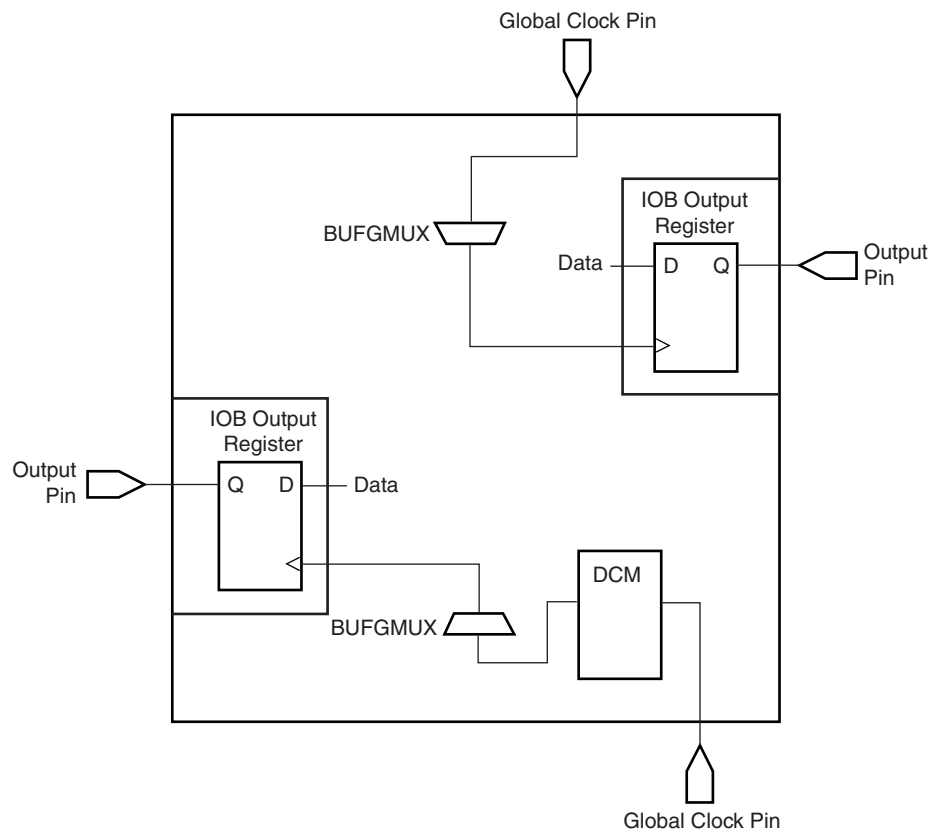 Global Clock Pin
IOB Output
Register
BUFGMUX
Data
D
Q
Output
Pin
IOB Output
Register
Output
Pin
Q
D
Data
DCM
BUFGMUX
Global Clock Pin